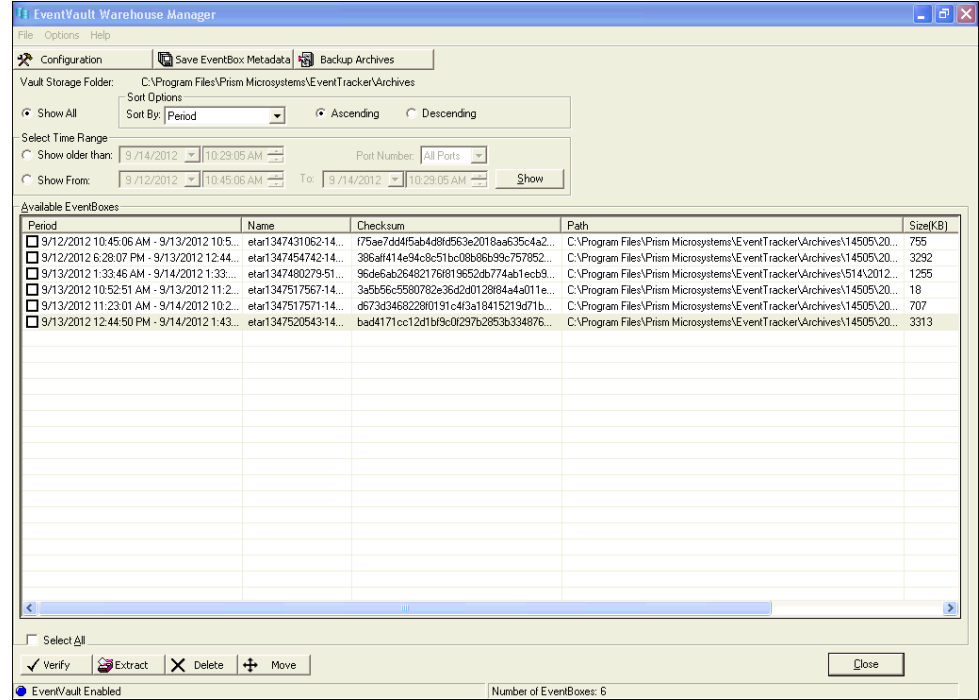 EventVault Warehouse Manager
File Options Help
Configuration Save EventBox Metadata Backup Archives
Vault Storage Folder: C:\Program Files\Prism Microsystems\EventTracker\Archives
Sort Options
Show All Sort By: Period Ascending Descending
Select Time Range
Show older than: 9 /14/2012 10:29:05 AM Port Number: All Ports
Show From: 9 /12/2012 10:45:06 AM To: 9 /14/2012 10:29:05 AM Show
Available EventBoxes
Period Name Checksum Path Size(KB)
9/12/2012 10:45:06 AM - 9/13/2012 10:5... etar1347431062-14... f75ae7dd4f5ab4d8fd563e2018aa635c4a2... C:\Program Files\Prism Microsystems\EventTracker\Archives\14505\20... 755
9/12/2012 6:28:07 PM - 9/13/2012 12:44... etar1347454742-14... 386aff414e94c8c51bc08b86b99c757852... C:\Program Files\Prism Microsystems\EventTracker\Archives\14505\20... 3292
9/13/2012 1:33:46 AM - 9/14/2012 1:33:... etar1347480279-51... 96de6ab26482176f819652db774ab1ecb9... C:\Program Files\Prism Microsystems\EventTracker\Archives\514\2012... 1255
9/13/2012 10:52:51 AM - 9/13/2012 11:2... etar1347517567-14... 3a5b56c5580782e36d2d0128f84a4a011e... C:\Program Files\Prism Microsystems\EventTracker\Archives\14505\20... 18
9/13/2012 11:23:01 AM - 9/14/2012 10:2... etar1347517571-14... d673d3468228f0191c4f3a18415219d71b... C:\Program Files\Prism Microsystems\EventTracker\Archives\14505\20... 707
9/13/2012 12:44:50 PM - 9/14/2012 1:43... etar1347520543-14... bad4171cc12d1bf9c0f297b2853b334876... C:\Program Files\Prism Microsystems\EventTracker\Archives\14505\20... 3313
Select All
Verify Extract Delete Move Close
EventVault Enabled Number of EventBoxes: 6